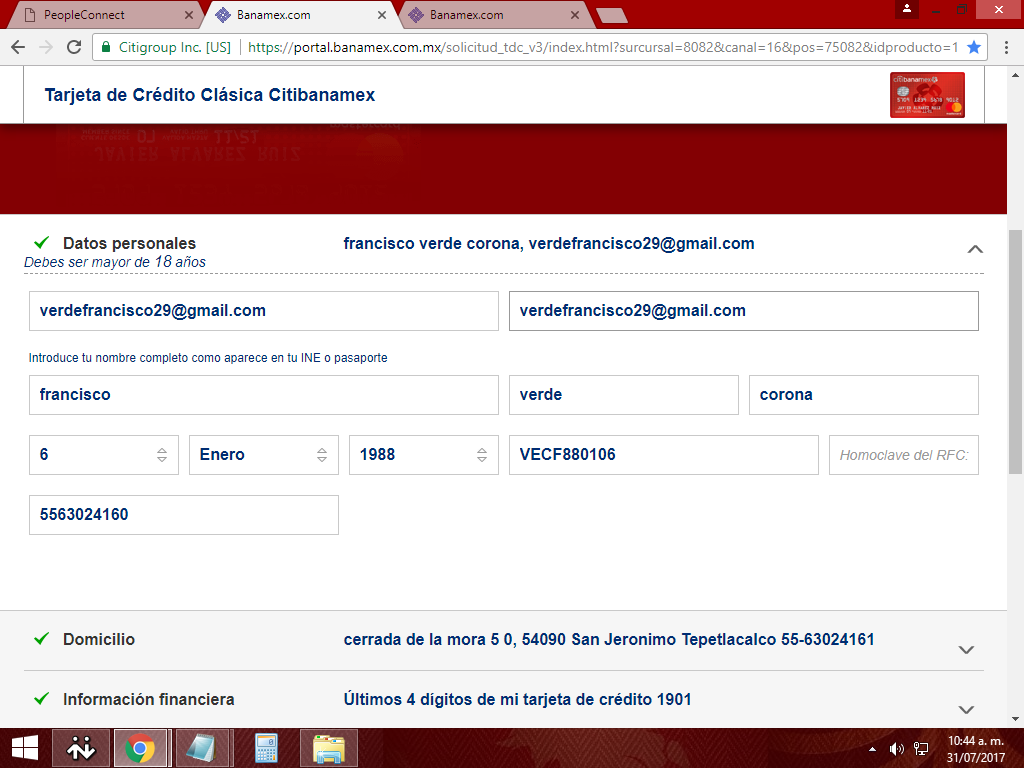 PeopleConnect
Banamex.com
Banamex.com
Citigroup Inc. [US]
https://portal.banamex.com.mx/solicitud_tdc_v3/index.html?surcursal=8082&canal=16&pos=75082&idproducto=1
Tarjeta de Crédito Clásica Citibanamex
citibanamex
JAVIER ALVAREZ RUIZ
Datos personales
francisco verde corona, verdefrancisco29@gmail.com
Debes ser mayor de 18 años
verdefrancisco29@gmail.com
verdefrancisco29@gmail.com
Introduce tu nombre completo como aparece en tu INE o pasaporte
francisco
verde
corona
6
Enero
1988
VECF880106
Homoclave del RFC:
5563024160
Domicilio
cerrada de la mora 5 0, 54090 San Jeronimo Tepetlacalco 55-63024161
Información financiera
Últimos 4 dígitos de mi tarjeta de crédito 1901
10:44 a. m.
31/07/2017